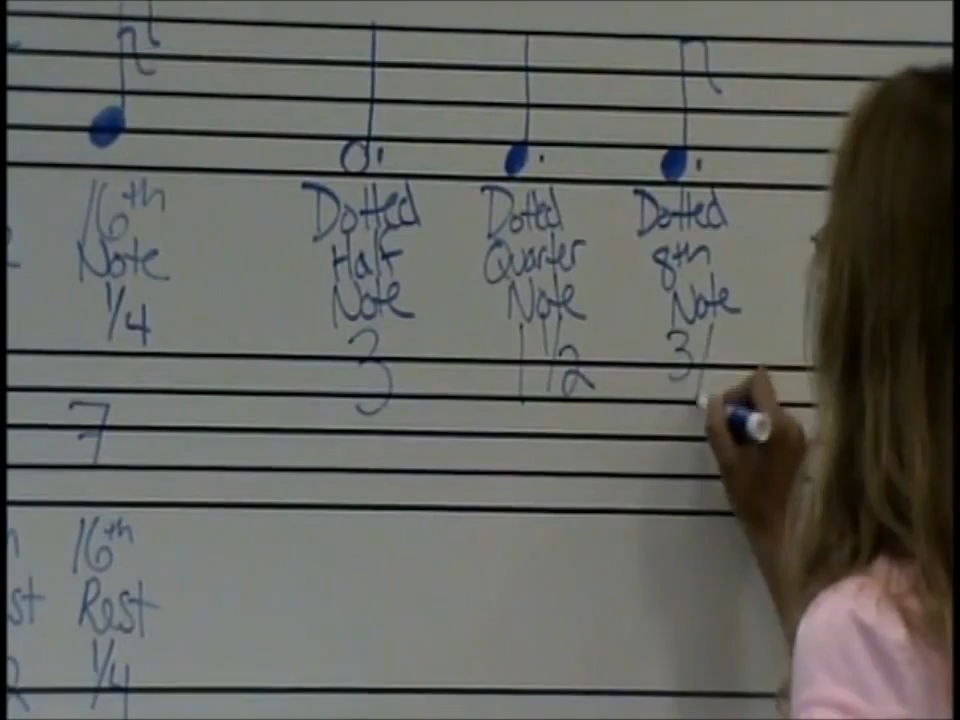 16th
Note
1/4
Dotted
Half
Note
3
Dotted
Quarter
Note
1 1/2
Dotted
8th
Note
3/
16th
Rest
1/4
st